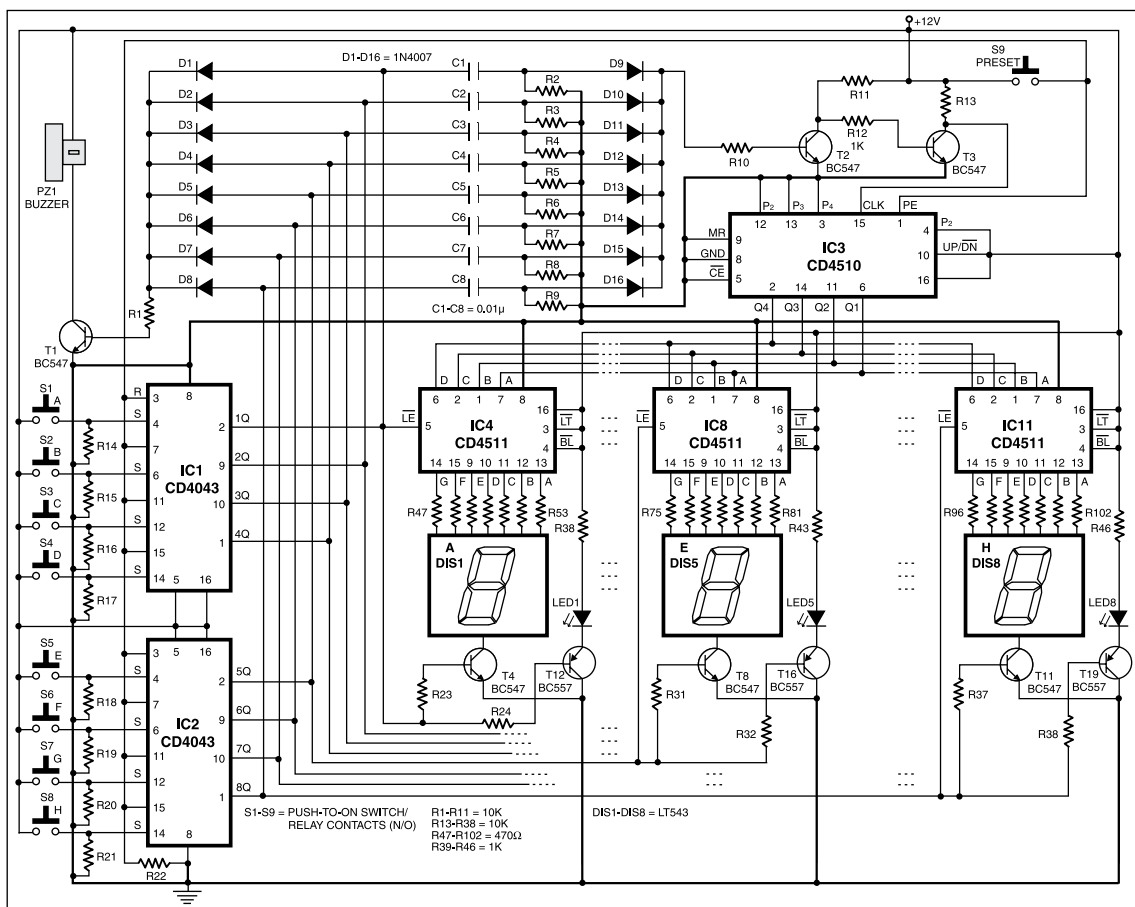 +12V
D1
D1-D16 = 1N4007
C1
D9
S9
PRESET
R2
R11
R13
D2
C2
D10
R3
D3
C3
D11
R12
1K
R4
D4
C4
D12
R10
T2
BC547
T3
BC547
PZ1
BUZZER
R5
D5
C5
D13
R6
D6
C6
D14
R7
D7
C7
D15
R8
D8
C8
D16
R9
C1-C8 = 0.01µ
P2
P3
P4
CLK
PE
12
13
3
15
1
MR
9
GND
8
CE
5
IC3
CD4510
4
P2
10
UP/DN
16
2
14
11
6
Q4
Q3
Q2
Q1
R1
T1
BC547
S1
A
S2
B
S3
C
S4
D
R14
R15
R16
R17
R
3
8
S
4
7
S
6
11
S
12
15
S
14
5
16
IC1
CD4043
2
1Q
9
2Q
10
3Q
1
4Q
S5
E
S6
F
S7
G
S8
H
R18
R19
R20
R21
R22
3
5
16
S
4
7
S
6
11
S
12
15
S
14
8
IC2
CD4043
2
5Q
9
6Q
10
7Q
1
8Q
D C B A
6 2 1 7 8
LE
5
IC4
CD4511
16
3
LT
4
BL
14 15 9 10 11 12 13
G F E D C B A
R47
R53
R38
A
DIS1
LED1
T4
BC547
T12
BC557
R23
R24
D C B A
6 2 1 7 8
LE
5
IC8
CD4511
16
3
LT
4
BL
14 15 9 10 11 12 13
G F E D C B A
R75
R81
R43
E
DIS5
LED5
T8
BC547
T16
BC557
R31
R32
D C B A
6 2 1 7 8
LE
5
IC11
CD4511
16
3
LT
4
BL
14 15 9 10 11 12 13
G F E D C B A
R96
R102
R46
H
DIS8
LED8
T11
BC547
T19
BC557
R37
R38
S1-S9 = PUSH-TO-ON SWITCH/
RELAY CONTACTS (N/O)
R1-R11 = 10K
R13-R38 = 10K
R47-R102 = 470Ω
R39-R46 = 1K
DIS1-DIS8 = LT543